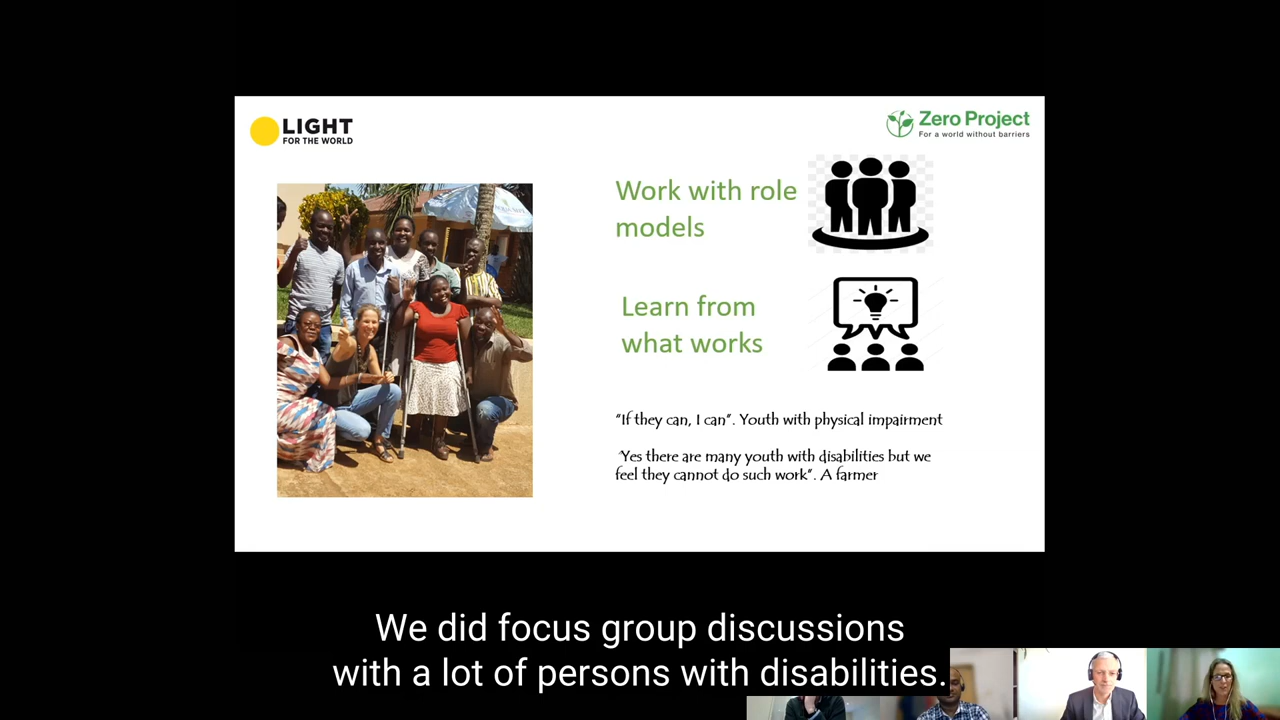 LIGHT
FOR THE WORLD
Zero Project
For a world without barriers
Work with role
models
Learn from
what works
"If they can, I can". Youth with physical impairment
"Yes there are many youth with disabilities but we
feel they cannot do such work". A farmer
We did focus group discussions
with a lot of persons with disabilities.